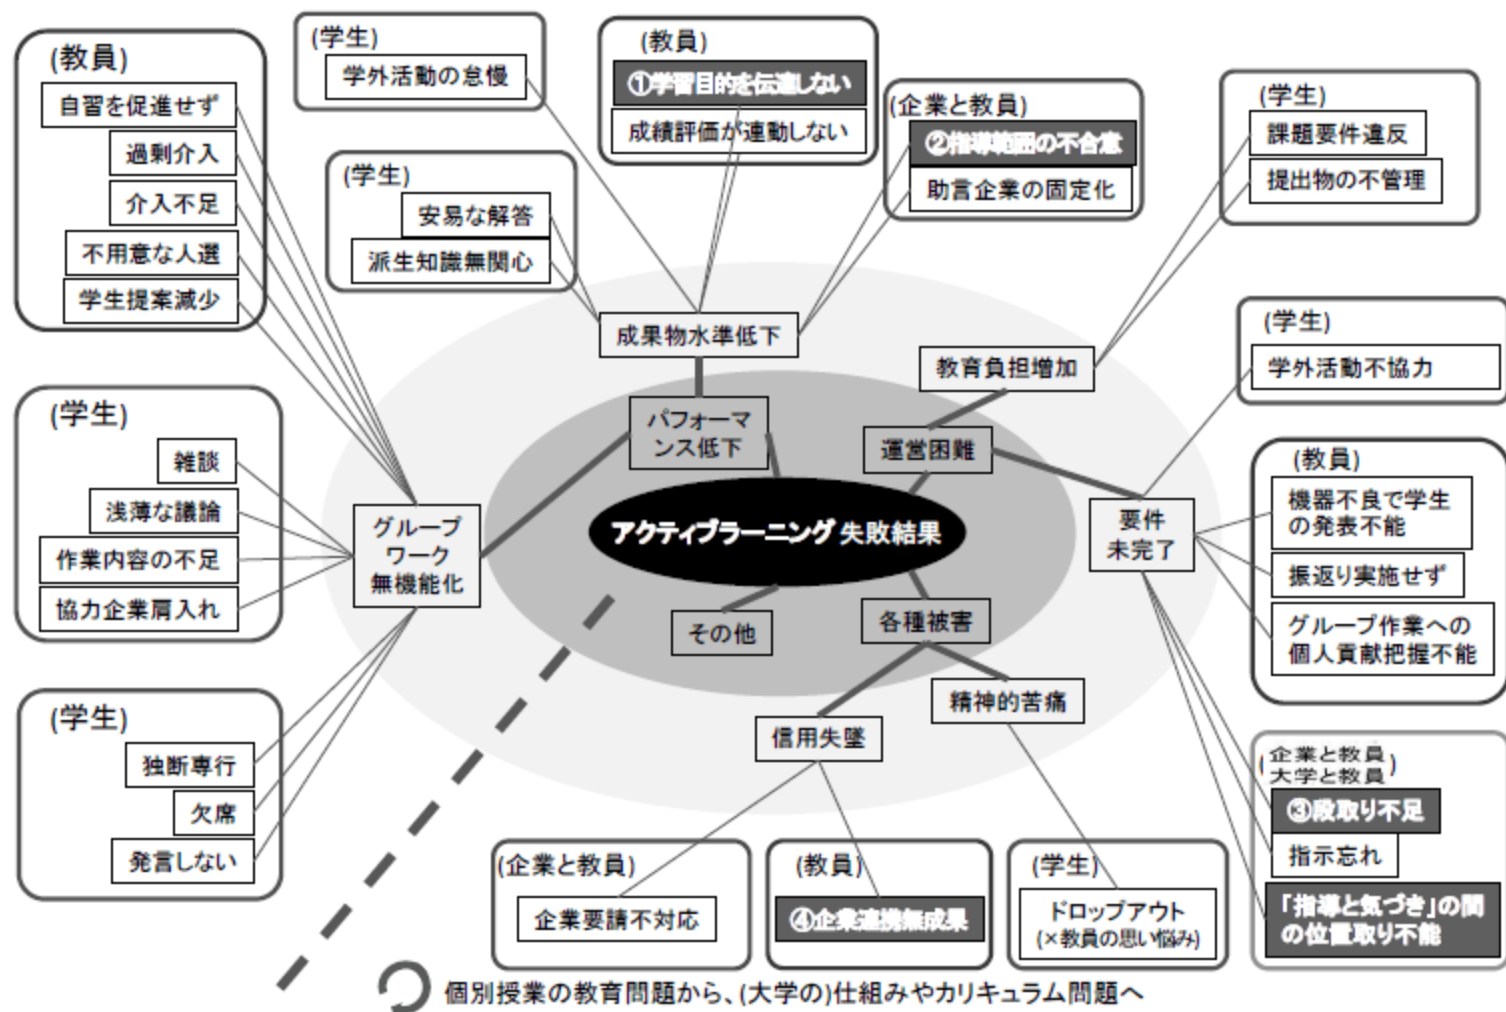 (教員)
自習を促進せず
過剰介入
介入不足
不用意な人選
学生提案減少
(学生)
学外活動の怠慢
(学生)
安易な解答
派生知識無関心
(教員)
①学習目的を伝達しない
成績評価が連動しない
(企業と教員)
②指導範囲の不合意
助言企業の固定化
(学生)
課題要件違反
提出物の不管理
(学生)
学外活動不協力
成果物水準低下
教育負担増加
パフォーマ
ンス低下
運営困難
(学生)
雑談
浅薄な議論
作業内容の不足
協力企業肩入れ
グループ
ワーク
無機能化
アクティブラーニング 失敗結果
要件
未完了
(教員)
機器不良で学生
の発表不能
振返り実施せず
グループ作業への
個人貢献把握不能
その他
各種被害
精神的苦痛
信用失墜
(学生)
独断専行
欠席
発言しない
(企業と教員
大学と教員)
③段取り不足
指示忘れ
「指導と気づき」の間
の位置取り不能
(企業と教員)
企業要請不対応
(教員)
④企業連携無成果
(学生)
ドロップアウト
(×教員の思い悩み)
個別授業の教育問題から、(大学の)仕組みやカリキュラム問題へ